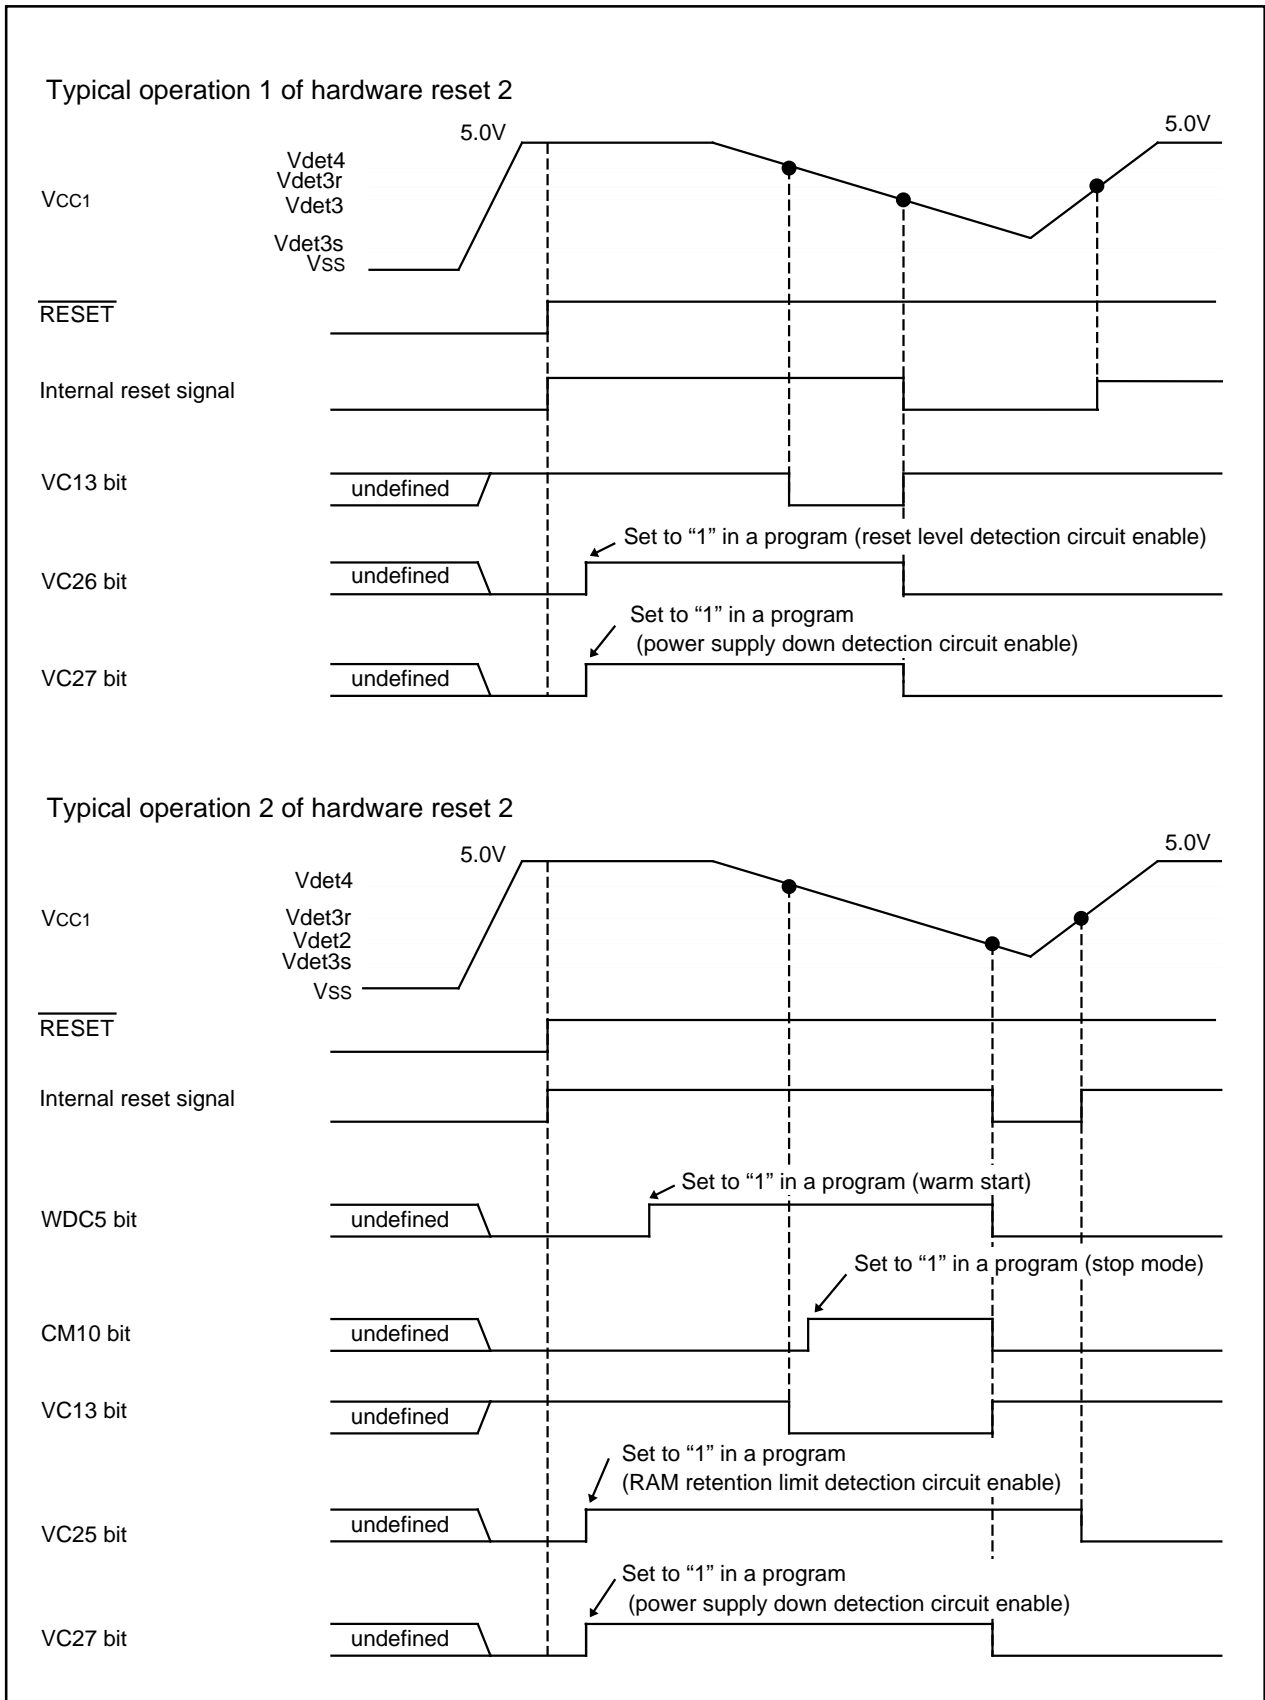 Typical operation 1 of hardware reset 2
5.0V
5.0V
Vdet4
Vdet3r
VCC1
Vdet3
Vdet3s
VSS
RESET
Internal reset signal
VC13 bit
undefined
Set to “1” in a program (reset level detection circuit enable)
VC26 bit
undefined
Set to “1” in a program
(power supply down detection circuit enable)
VC27 bit
undefined
Typical operation 2 of hardware reset 2
5.0V
5.0V
Vdet4
VCC1
Vdet3r
Vdet2
Vdet3s
VSS
RESET
Internal reset signal
Set to “1” in a program (warm start)
WDC5 bit
undefined
Set to “1” in a program (stop mode)
CM10 bit
undefined
VC13 bit
undefined
Set to “1” in a program
(RAM retention limit detection circuit enable)
VC25 bit
undefined
Set to “1” in a program
(power supply down detection circuit enable)
VC27 bit
undefined